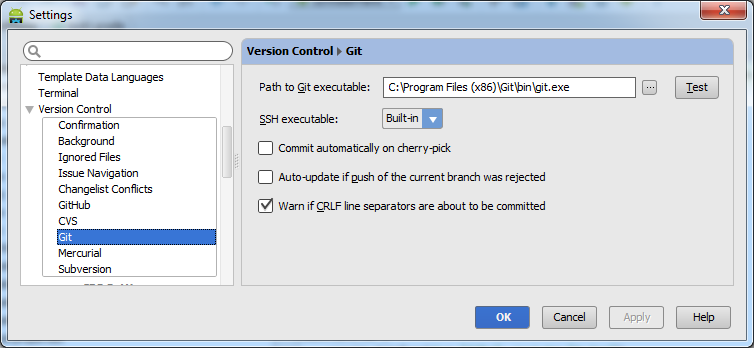 Settings
Template Data Languages
Terminal
Version Control
Confirmation
Background
Ignored Files
Issue Navigation
Changelist Conflicts
GitHub
CVS
Git
Mercurial
Subversion
Version Control Git
Path to Git executable: C:\Program Files (x86)\Git\bin\git.exe ... Test
SSH executable: Built-in
Commit automatically on cherry-pick
Auto-update if push of the current branch was rejected
Warn if CRLF line separators are about to be committed
OK Cancel Apply Help